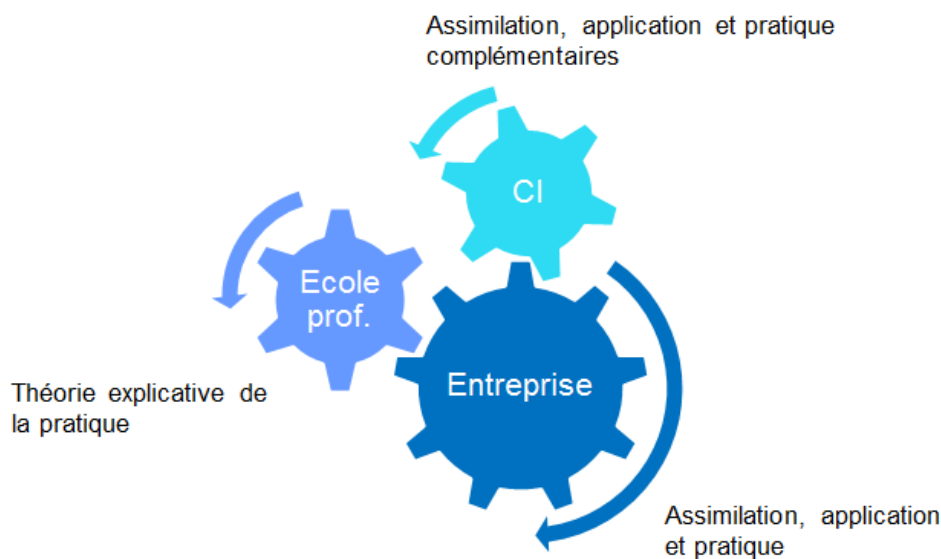 Assimilation, application et pratique
complémentaires
CI
Ecole
prof.
Entreprise
Théorie explicative de
la pratique
Assimilation, application
et pratique